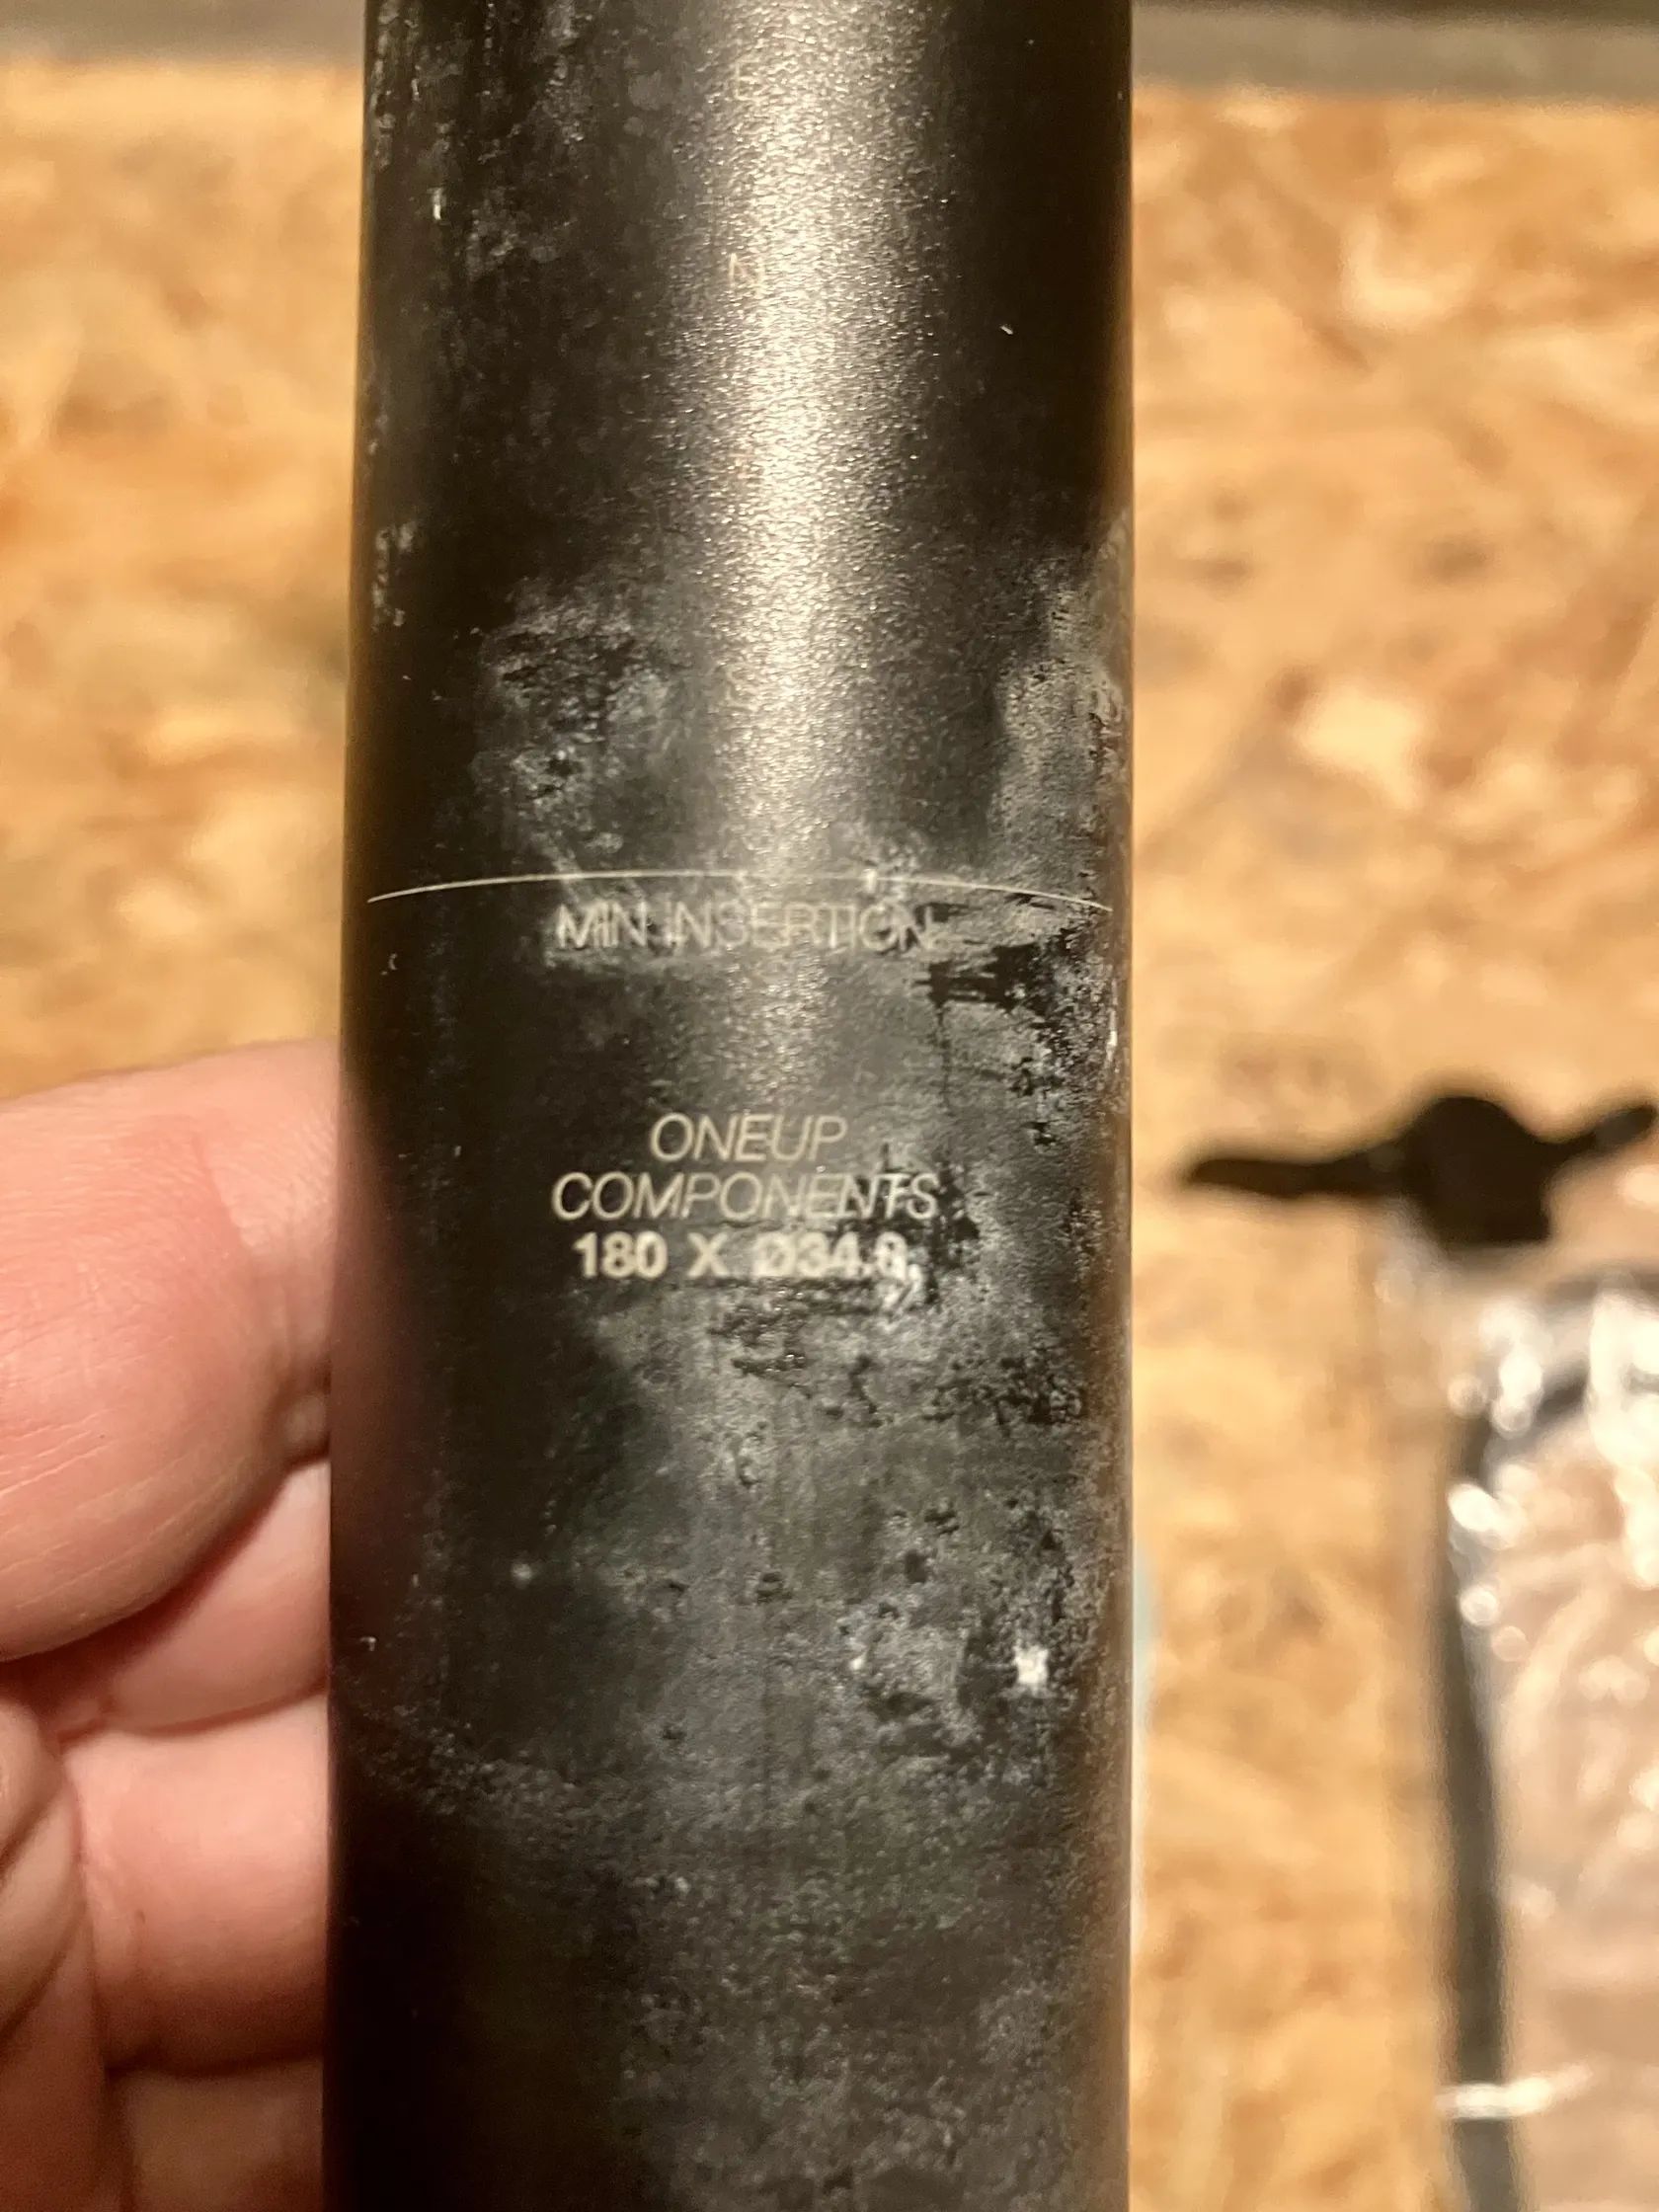 MIN INSERTION
ONEUP
COMPONENTS
180 X Ø34.9